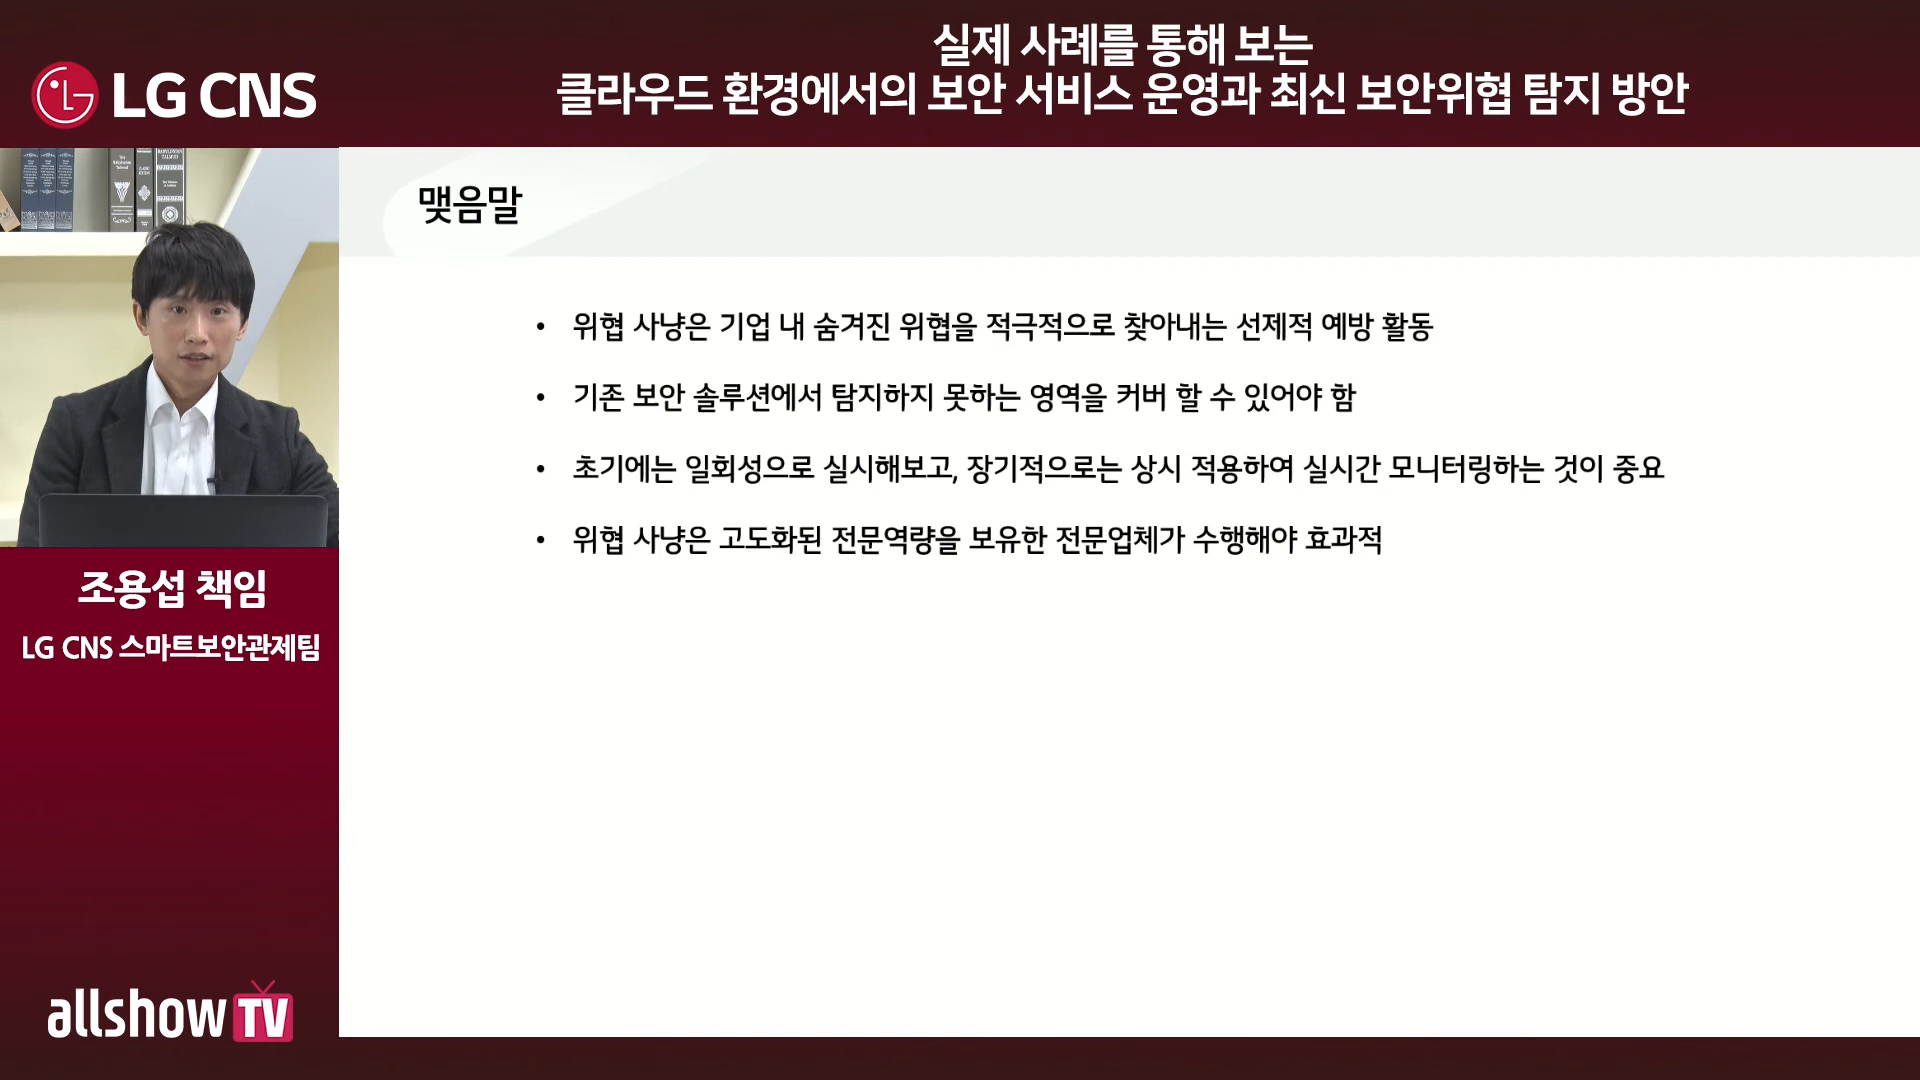 LG CNS
실제 사례를 통해 보는
클라우드 환경에서의 보안 서비스 운영과 최신 보안위협 탐지 방안
맺음말
• 위협 사냥은 기업 내 숨겨진 위협을 적극적으로 찾아내는 선제적 예방 활동
• 기존 보안 솔루션에서 탐지하지 못하는 영역을 커버 할 수 있어야 함
• 초기에는 일회성으로 실시해보고, 장기적으로는 상시 적용하여 실시간 모니터링하는 것이 중요
• 위협 사냥은 고도화된 전문역량을 보유한 전문업체가 수행해야 효과적
조용섭 책임
LG CNS 스마트보안관제팀
allshow TV